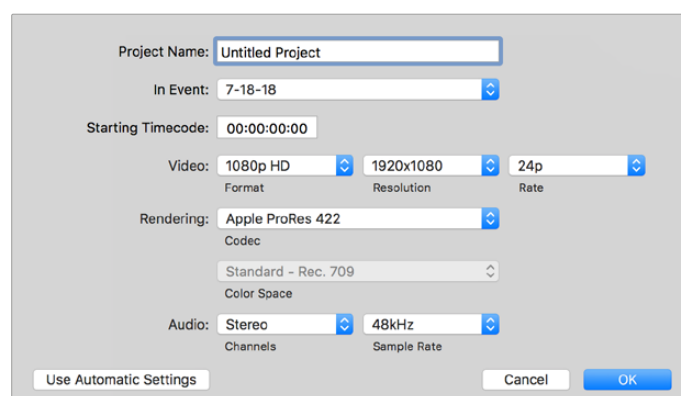 Project Name: Untitled Project
In Event: 7-18-18
Starting Timecode: 00:00:00:00
Video: 1080p HD 1920x1080 24p
Format Resolution Rate
Rendering: Apple ProRes 422
Codec
Standard - Rec. 709
Color Space
Audio: Stereo 48kHz
Channels Sample Rate
Use Automatic Settings Cancel OK